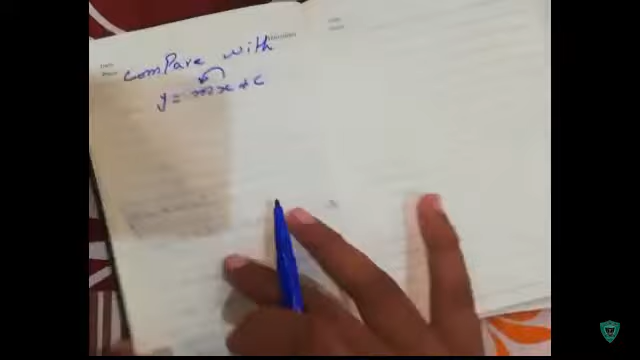 comPare with
y = mx + c